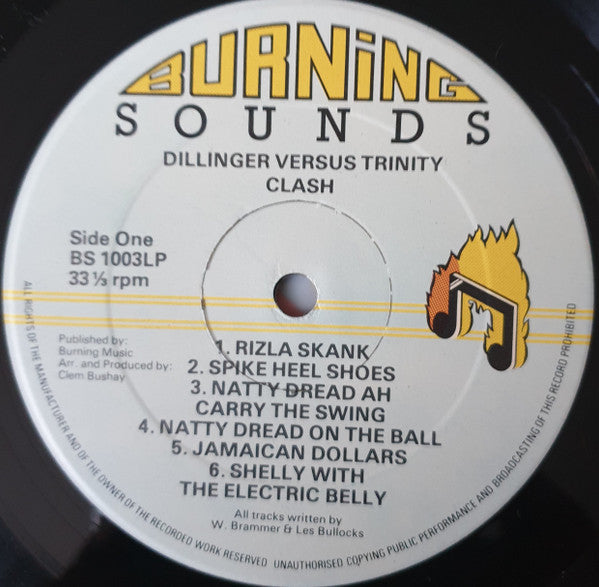 BURNiNG
SOUNDS
DILLINGER VERSUS TRINITY
CLASH
Side One
BS 1003LP
33⅓ rpm
Published by:
Burning Music
Arr. and Produced by:
Clem Bushay
1. RIZLA SKANK
2. SPIKE HEEL SHOES
3. NATTY DREAD AH
CARRY THE SWING
4. NATTY DREAD ON THE BALL
5. JAMAICAN DOLLARS
6. SHELLY WITH
THE ELECTRIC BELLY
All tracks written by
W. Brammer & Les Bullocks
ALL RIGHTS OF THE MANUFACTURER AND OF THE OWNER OF THE RECORDED WORK RESERVED UNAUTHORISED COPYING PUBLIC PERFORMANCE AND BROADCASTING OF THIS RECORD PROHIBITED